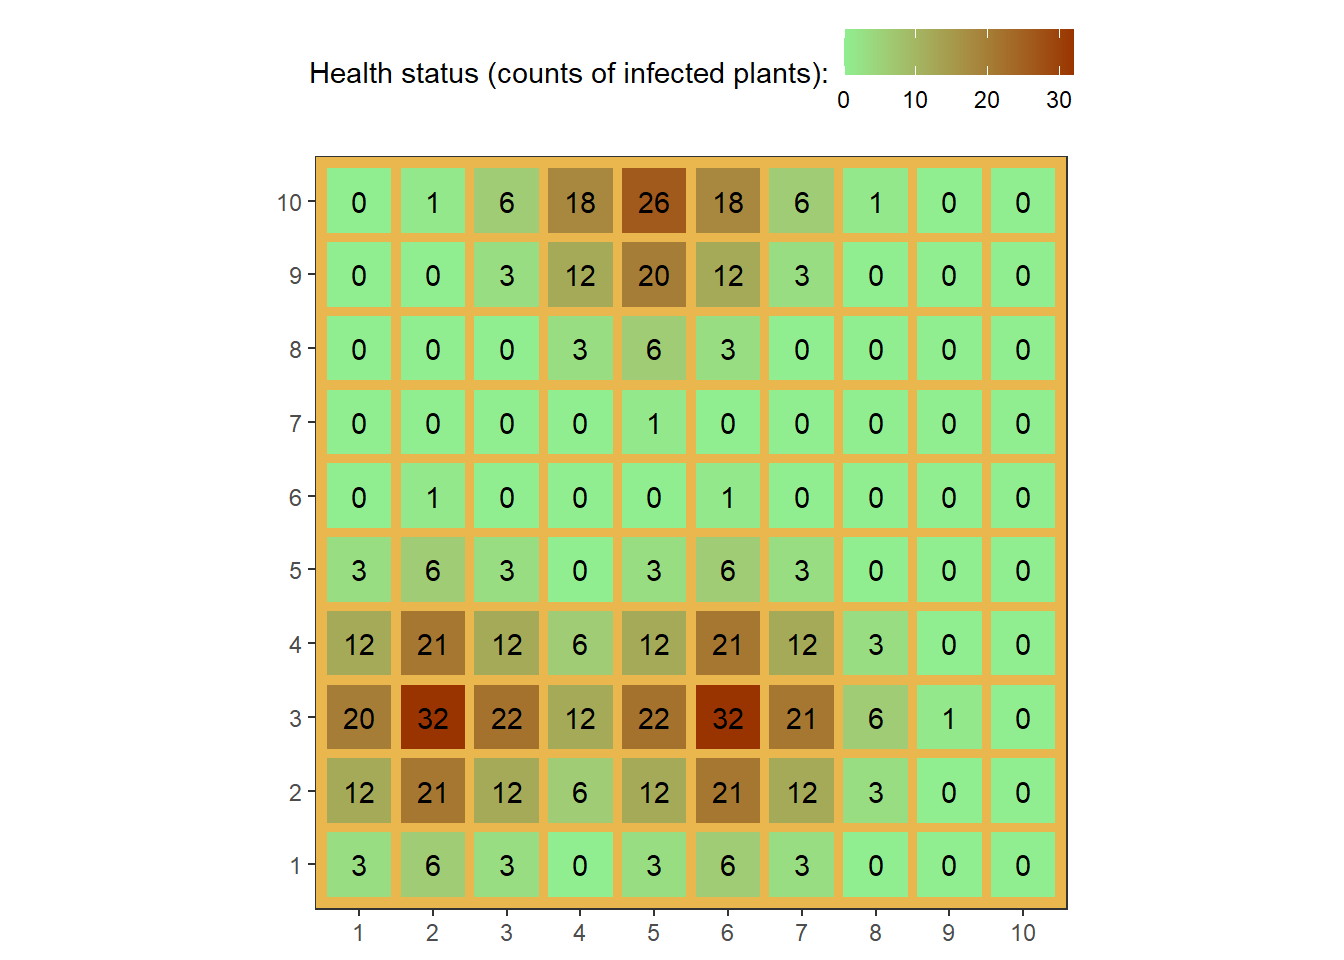 Health status (counts of infected plants):
0 10 20 30
10 0 1 6 18 26 18 6 1 0 0
9 0 0 3 12 20 12 3 0 0 0
8 0 0 0 3 6 3 0 0 0 0
7 0 0 0 0 1 0 0 0 0 0
6 0 1 0 0 0 1 0 0 0 0
5 3 6 3 0 3 6 3 0 0 0
4 12 21 12 6 12 21 12 3 0 0
3 20 32 22 12 22 32 21 6 1 0
2 12 21 12 6 12 21 12 3 0 0
1 3 6 3 0 3 6 3 0 0 0
1 2 3 4 5 6 7 8 9 10